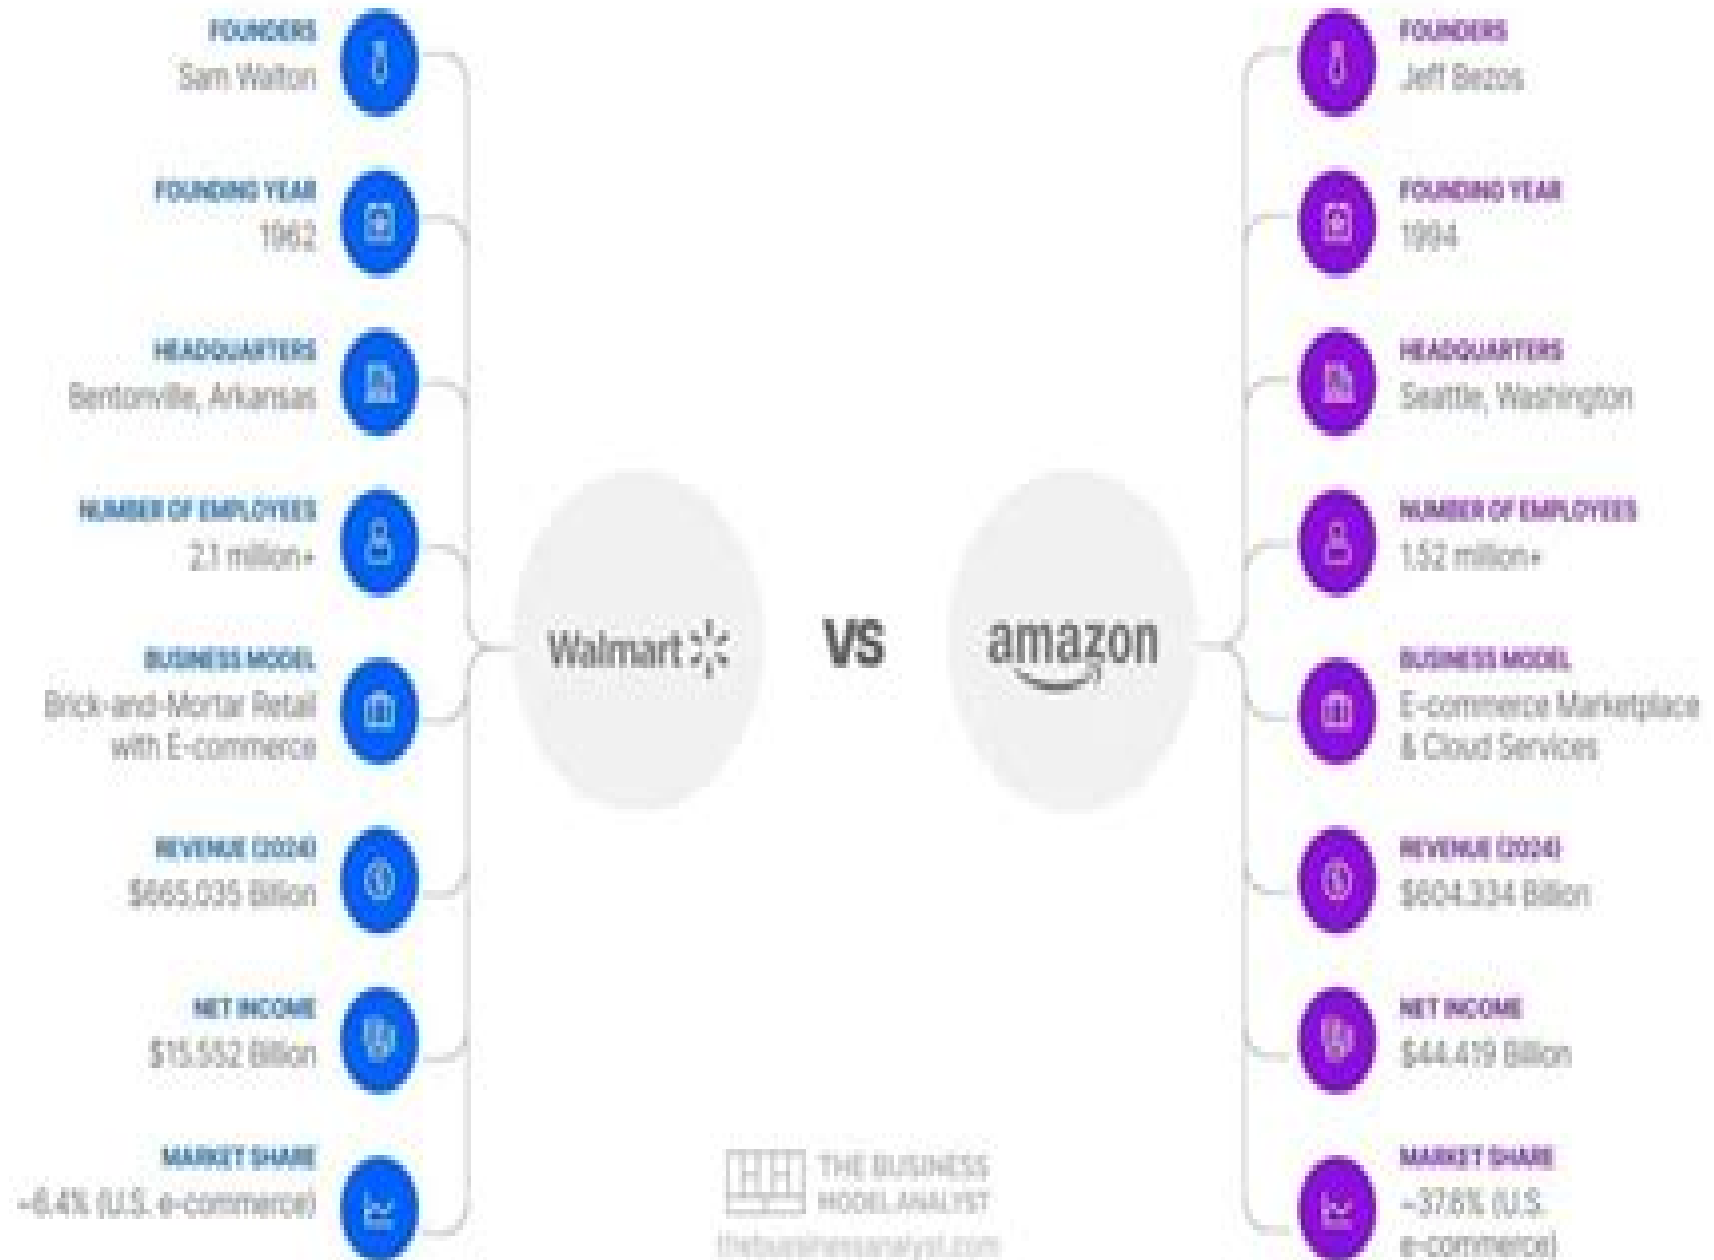 FOUNDERS
Sam Walton
FOUNDING YEAR
1962
HEADQUARTERS
Bentonville, Arkansas
NUMBER OF EMPLOYEES
2.1 million+
BUSINESS MODEL
Brick-and-Mortar Retail
with E-commerce
REVENUE (2024)
$665,035 Billion
NET INCOME
$15.552 Billion
MARKET SHARE
~6.4% (U.S. e-commerce)
Walmart
VS
amazon
FOUNDERS
Jeff Bezos
FOUNDING YEAR
1994
HEADQUARTERS
Seattle, Washington
NUMBER OF EMPLOYEES
1.52 million+
BUSINESS MODEL
E-commerce Marketplace
& Cloud Services
REVENUE (2024)
$604.334 Billion
NET INCOME
$44.419 Billion
MARKET SHARE
~37.6% (U.S.
e-commerce)
THE BUSINESS
MODEL ANALYST